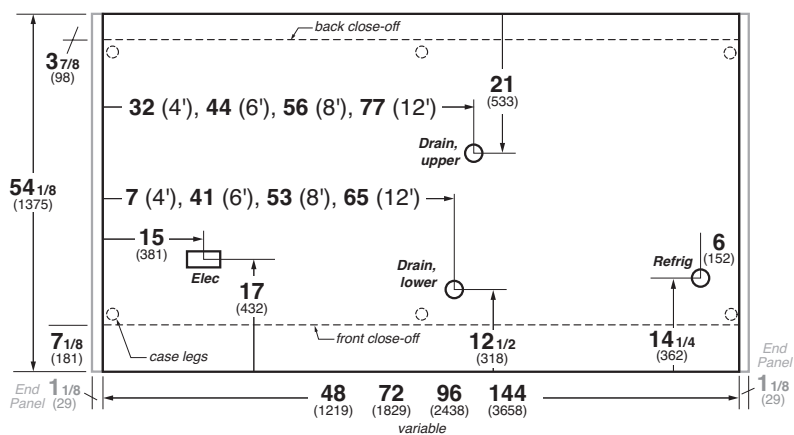 back close-off
3 7/8
(98)
21
(533)
32 (4'), 44 (6'), 56 (8'), 77 (12')
Drain,
upper
54 1/8
(1375)
7 (4'), 41 (6'), 53 (8'), 65 (12')
15
(381)
Elec
17
(432)
Drain,
lower
Refrig
6
(152)
7 1/8
(181)
case legs
front close-off
12 1/2
(318)
14 1/4
(362)
End
Panel
1 1/8
(29)
48
(1219)
72
(1829)
96
(2438)
144
(3658)
variable
End
Panel
1 1/8
(29)